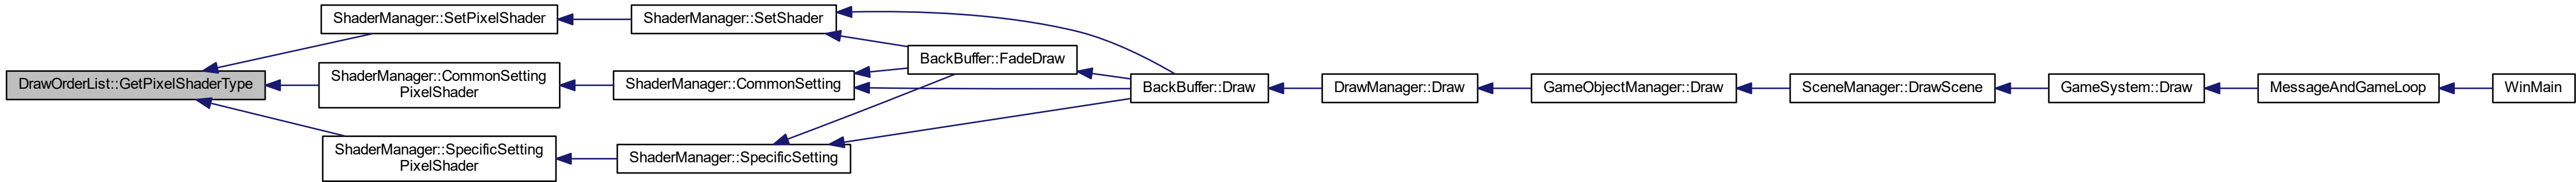 DrawOrderList::GetPixelShaderType
ShaderManager::SetPixelShader
ShaderManager::CommonSetting
PixelShader
ShaderManager::SpecificSetting
PixelShader
ShaderManager::SetShader
ShaderManager::CommonSetting
ShaderManager::SpecificSetting
BackBuffer::FadeDraw
BackBuffer::Draw
DrawManager::Draw
GameObjectManager::Draw
SceneManager::DrawScene
GameSystem::Draw
MessageAndGameLoop
WinMain